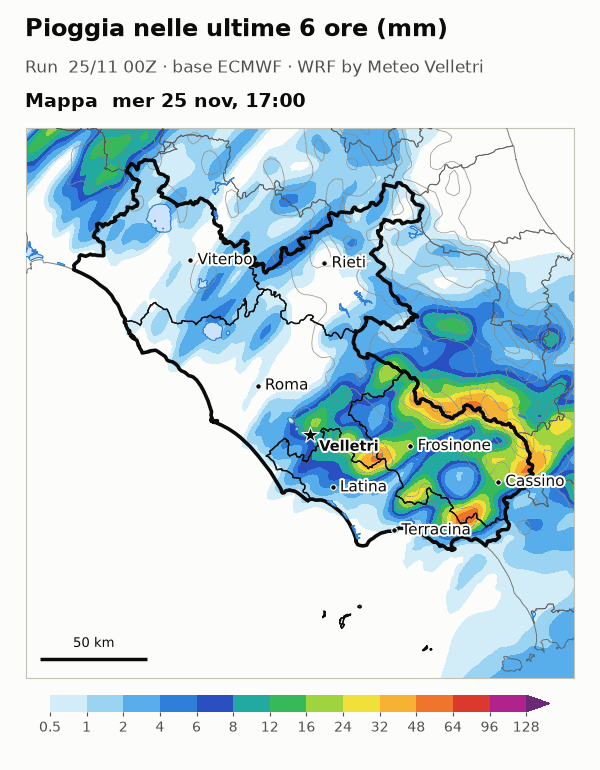 Pioggia nelle ultime 6 ore (mm)
Run  25/11 00Z · base ECMWF · WRF by Meteo Velletri
Mappa  mer 25 nov, 17:00
Viterbo
Rieti
Roma
Velletri
Frosinone
Latina
Cassino
Terracina
50 km
0.5 1 2 4 6 8 12 16 24 32 48 64 96 128